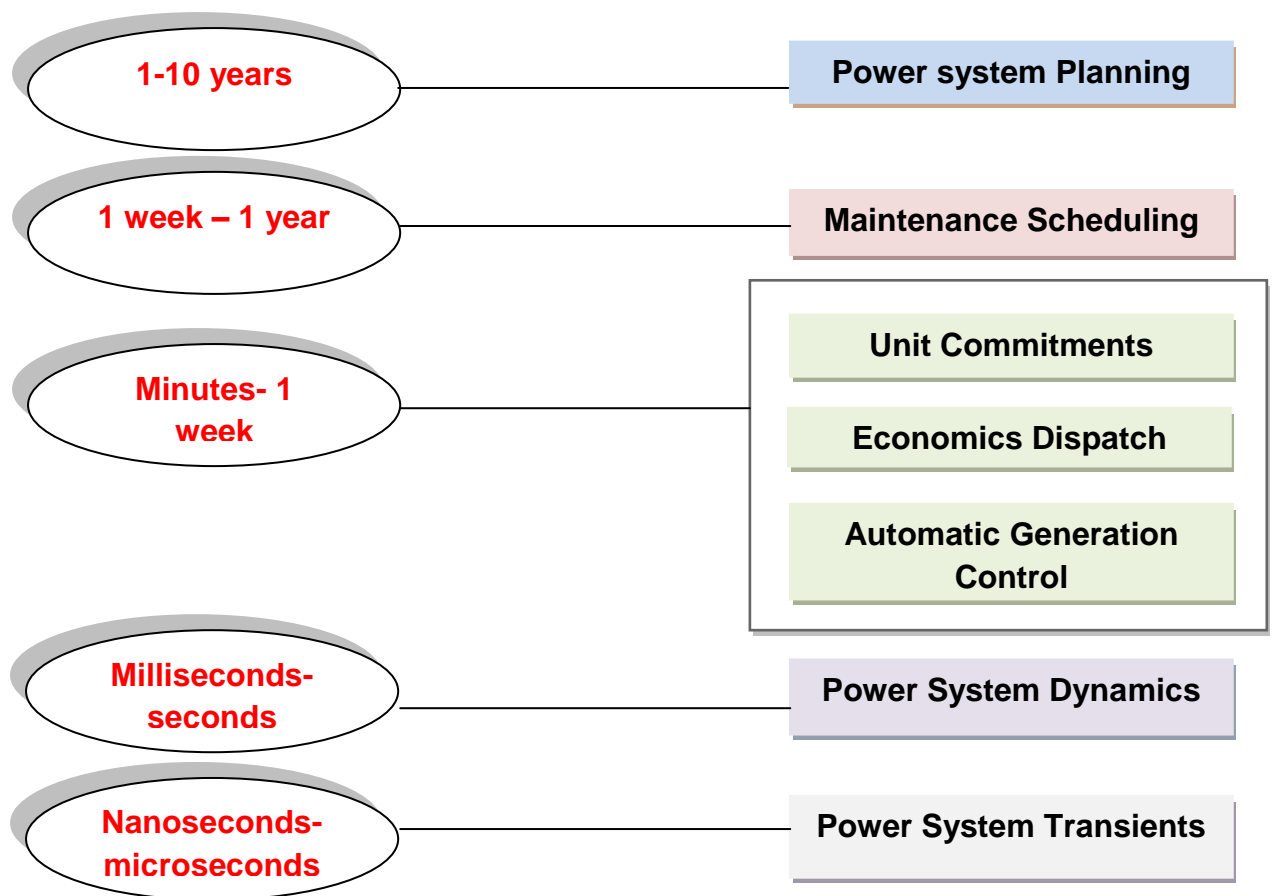 1-10 years
Power system Planning
1 week – 1 year
Maintenance Scheduling
Minutes- 1
week
Unit Commitments
Economics Dispatch
Automatic Generation
Control
Milliseconds-
seconds
Power System Dynamics
Nanoseconds-
microseconds
Power System Transients